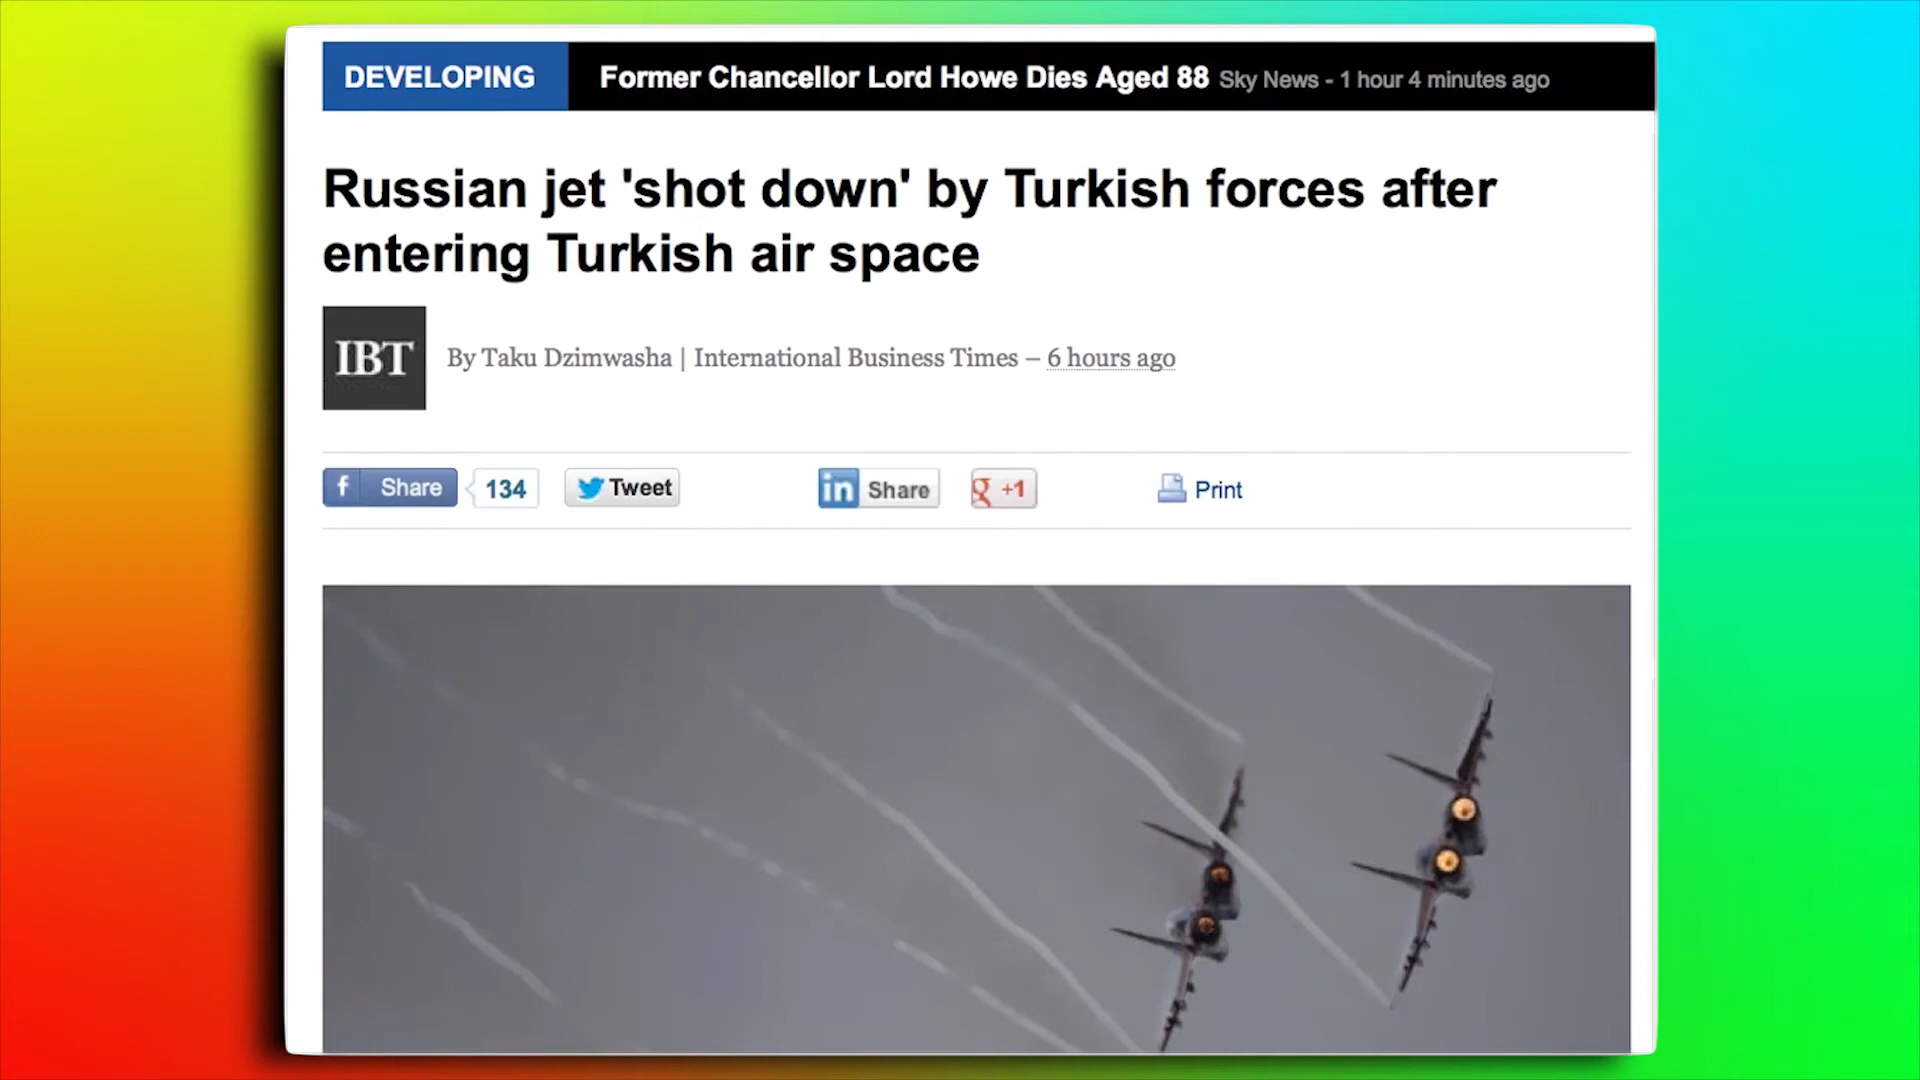 DEVELOPING Former Chancellor Lord Howe Dies Aged 88 Sky News - 1 hour 4 minutes ago
Russian jet 'shot down' by Turkish forces after
entering Turkish air space
IBT By Taku Dzimwasha | International Business Times – 6 hours ago
f Share 134 Tweet in Share g +1 Print